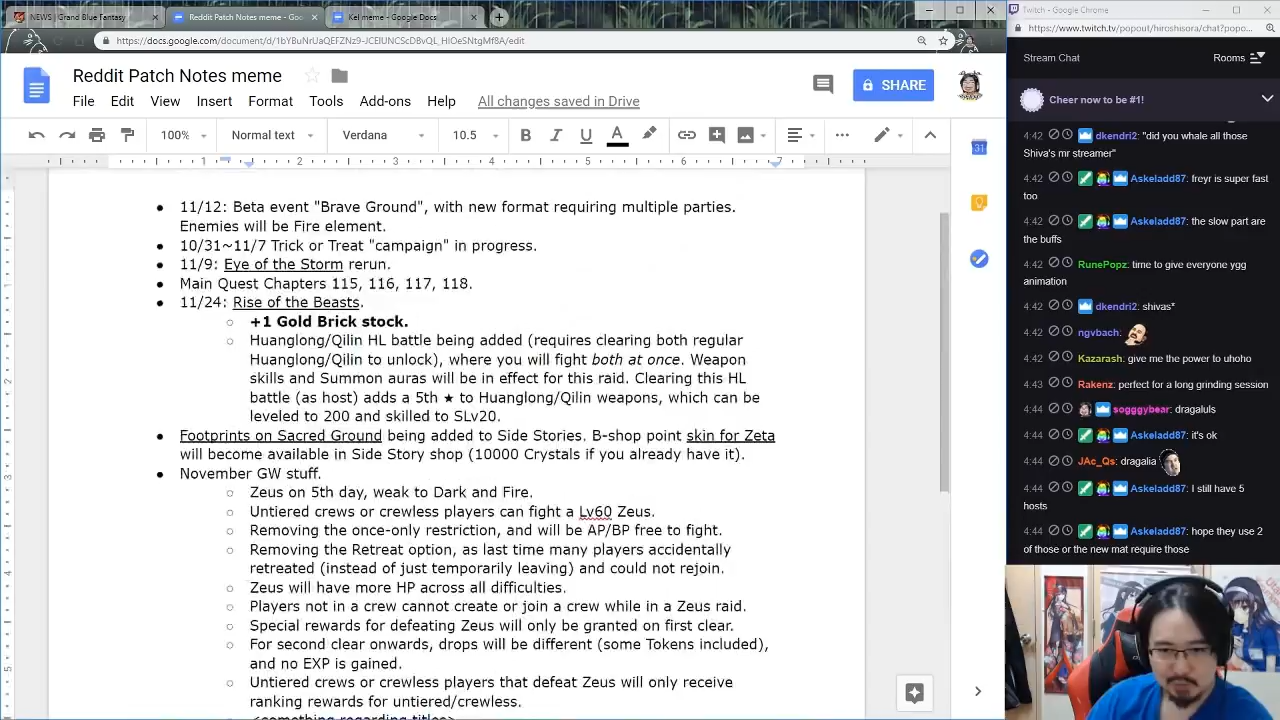 NEWS | Grand Blue Fantasy
Reddit Patch Notes meme - Goo
Kel meme - Google Docs
Twitch - Google Chrome
https://www.twitch.tv/popout/hiroshisora/chat?popo...
Reddit Patch Notes meme
File Edit View Insert Format Tools Add-ons Help All changes saved in Drive
SHARE
100% Normal text Verdana 10.5 B I U A
1 1 2 3 4 5 6 7
11/12: Beta event "Brave Ground", with new format requiring multiple parties.
Enemies will be Fire element.
10/31~11/7 Trick or Treat "campaign" in progress.
11/9: Eye of the Storm rerun.
Main Quest Chapters 115, 116, 117, 118.
11/24: Rise of the Beasts.
+1 Gold Brick stock.
Huanglong/Qilin HL battle being added (requires clearing both regular
Huanglong/Qilin to unlock), where you will fight both at once. Weapon
skills and Summon auras will be in effect for this raid. Clearing this HL
battle (as host) adds a 5th ★ to Huanglong/Qilin weapons, which can be
leveled to 200 and skilled to SLv20.
Footprints on Sacred Ground being added to Side Stories. B-shop point skin for Zeta
will become available in Side Story shop (10000 Crystals if you already have it).
November GW stuff.
Zeus on 5th day, weak to Dark and Fire.
Untiered crews or crewless players can fight a Lv60 Zeus.
Removing the once-only restriction, and will be AP/BP free to fight.
Removing the Retreat option, as last time many players accidentally
retreated (instead of just temporarily leaving) and could not rejoin.
Zeus will have more HP across all difficulties.
Players not in a crew cannot create or join a crew while in a Zeus raid.
Special rewards for defeating Zeus will only be granted on first clear.
For second clear onwards, drops will be different (some Tokens included),
and no EXP is gained.
Untiered crews or crewless players that defeat Zeus will only receive
ranking rewards for untiered/crewless.
<something regarding titles>
Stream Chat Rooms
Cheer now to be #1!
4:42 dkendri2: "did you whale all those
Shiva's mr streamer"
4:42 Askeladd87: freyr is super fast
too
4:42 Askeladd87: the slow part are
the buffs
4:42 RunePopz: time to give everyone ygg
animation
4:42 dkendri2: shivas*
4:42 ngvbach:
4:42 Kazarash: give me the power to uhoho
4:43 Rakenz: perfect for a long grinding session
4:44 sogggybear: dragaluls
4:44 Askeladd87: it's ok
4:44 JAc_Qs: dragalia
4:44 Askeladd87: I still have 5
hosts
4:44 Askeladd87: hope they use 2
of those or the new mat require those